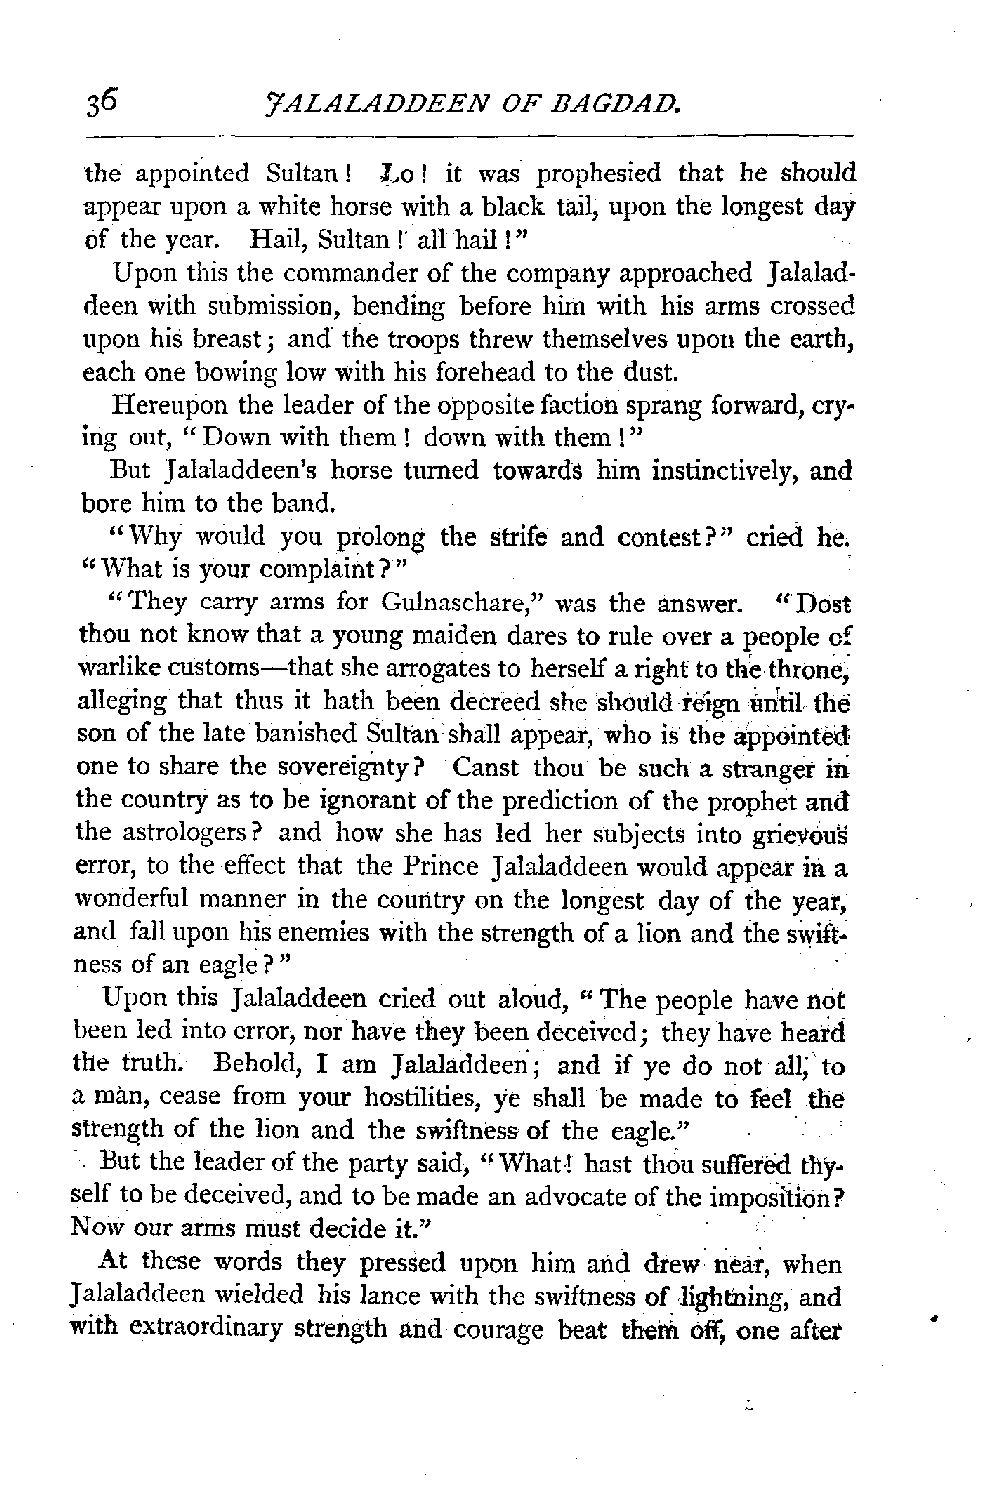 36 JALALADDEEN OF BAGDAD.
the appointed Sultan! Lo! it was prophesied that he should
appear upon a white horse with a black tail, upon the longest day
of the year. Hail, Sultan! all hail!”
Upon this the commander of the company approached Jalalad-
deen with submission, bending before him with his arms crossed
upon his breast; and the troops threw themselves upon the earth,
each one bowing low with his forehead to the dust.
Hereupon the leader of the opposite faction sprang forward, cry-
ing out, “Down with them! down with them!”
But Jalaladdeen's horse turned towards him instinctively, and
bore him to the band.
“Why would you prolong the strife and contest?” cried he.
“What is your complaint?”
“They carry arms for Gulnaschare,” was the answer. “Dost
thou not know that a young maiden dares to rule over a people of
warlike customs—that she arrogates to herself a right to the throne,
alleging that thus it hath been decreed she should reign until the
son of the late banished Sultan shall appear, who is the appointed
one to share the sovereignty? Canst thou be such a stranger in
the country as to be ignorant of the prediction of the prophet and
the astrologers? and how she has led her subjects into grievous
error, to the effect that the Prince Jalaladdeen would appear in a
wonderful manner in the country on the longest day of the year,
and fall upon his enemies with the strength of a lion and the swift-
ness of an eagle?”
Upon this Jalaladdeen cried out aloud, “The people have not
been led into error, nor have they been deceived; they have heard
the truth. Behold, I am Jalaladdeen; and if ye do not all, to
a man, cease from your hostilities, ye shall be made to feel the
strength of the lion and the swiftness of the eagle.”
But the leader of the party said, “What! hast thou suffered thy-
self to be deceived, and to be made an advocate of the imposition?
Now our arms must decide it.”
At these words they pressed upon him and drew near, when
Jalaladdeen wielded his lance with the swiftness of lightning, and
with extraordinary strength and courage beat them off, one after